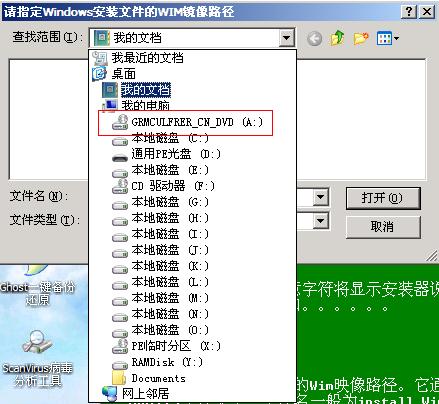 请指定Windows安装文件的WIM镜像路径
查找范围(I):
我的文档
我最近的文档
桌面
我的文档
我的电脑
GRMCULFRER_CN_DVD (A:)
本地磁盘 (C:)
通用PE光盘 (D:)
本地磁盘 (E:)
CD 驱动器 (F:)
本地磁盘 (G:)
本地磁盘 (H:)
本地磁盘 (I:)
本地磁盘 (J:)
本地磁盘 (K:)
本地磁盘 (L:)
本地磁盘 (M:)
本地磁盘 (N:)
本地磁盘 (O:)
PE临时分区 (X:)
RAMDisk (Y:)
Documents
网上邻居
文件名(N):
打开(O)
文件类型(T):
取消
Ghost一键备份
还原
意字符将显示安装器说
ScanVirus病毒
分析工具
的Wim映像路径。它通
名一般为install.Wi